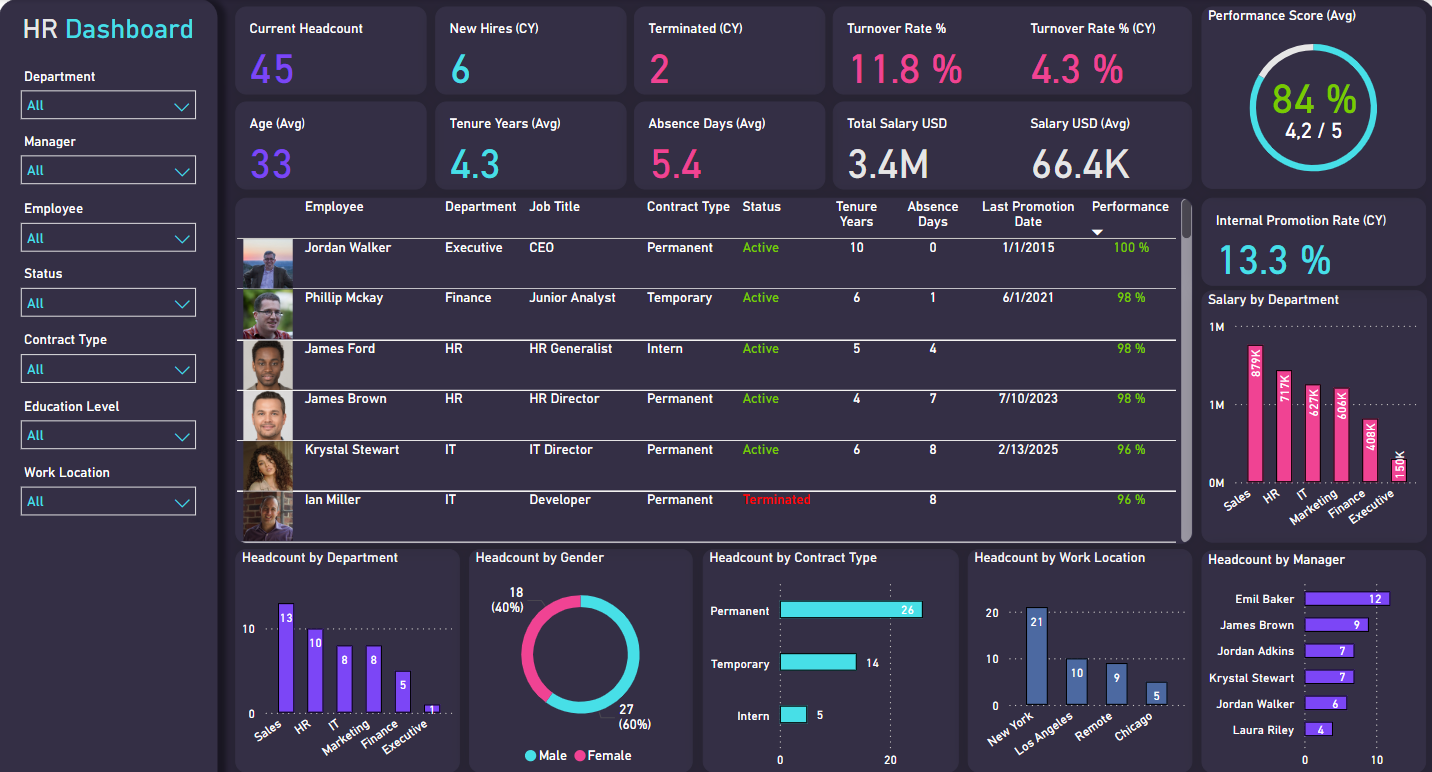 HR Dashboard
Department
All
Manager
All
Employee
All
Status
All
Contract Type
All
Education Level
All
Work Location
All
Current Headcount
45
New Hires (CY)
6
Terminated (CY)
2
Turnover Rate %
11.8 %
Turnover Rate % (CY)
4.3 %
Performance Score (Avg)
84 %
4,2 / 5
Age (Avg)
33
Tenure Years (Avg)
4.3
Absence Days (Avg)
5.4
Total Salary USD
3.4M
Salary USD (Avg)
66.4K
Employee Department Job Title Contract Type Status Tenure Years Absence Days Last Promotion Date Performance
Jordan Walker Executive CEO Permanent Active 10 0 1/1/2015 100 %
Phillip Mckay Finance Junior Analyst Temporary Active 6 1 6/1/2021 98 %
James Ford HR HR Generalist Intern Active 5 4 98 %
James Brown HR HR Director Permanent Active 4 7 7/10/2023 98 %
Krystal Stewart IT IT Director Permanent Active 6 8 2/13/2025 96 %
Ian Miller IT Developer Permanent Terminated 8 96 %
Internal Promotion Rate (CY)
13.3 %
Salary by Department
1M
1M
0M
879K
717K
627K
606K
408K
150K
Sales
HR
IT
Marketing
Finance
Executive
Headcount by Department
10
0
13
10
8
8
5
1
Sales
HR
IT
Marketing
Finance
Executive
Headcount by Gender
18
(40%)
27
(60%)
Male Female
Headcount by Contract Type
Permanent 26
Temporary 14
Intern 5
0 20
Headcount by Work Location
20
10
0
21
10
9
5
New York
Los Angeles
Remote
Chicago
Headcount by Manager
Emil Baker 12
James Brown 9
Jordan Adkins 7
Krystal Stewart 7
Jordan Walker 6
Laura Riley 4
0 10